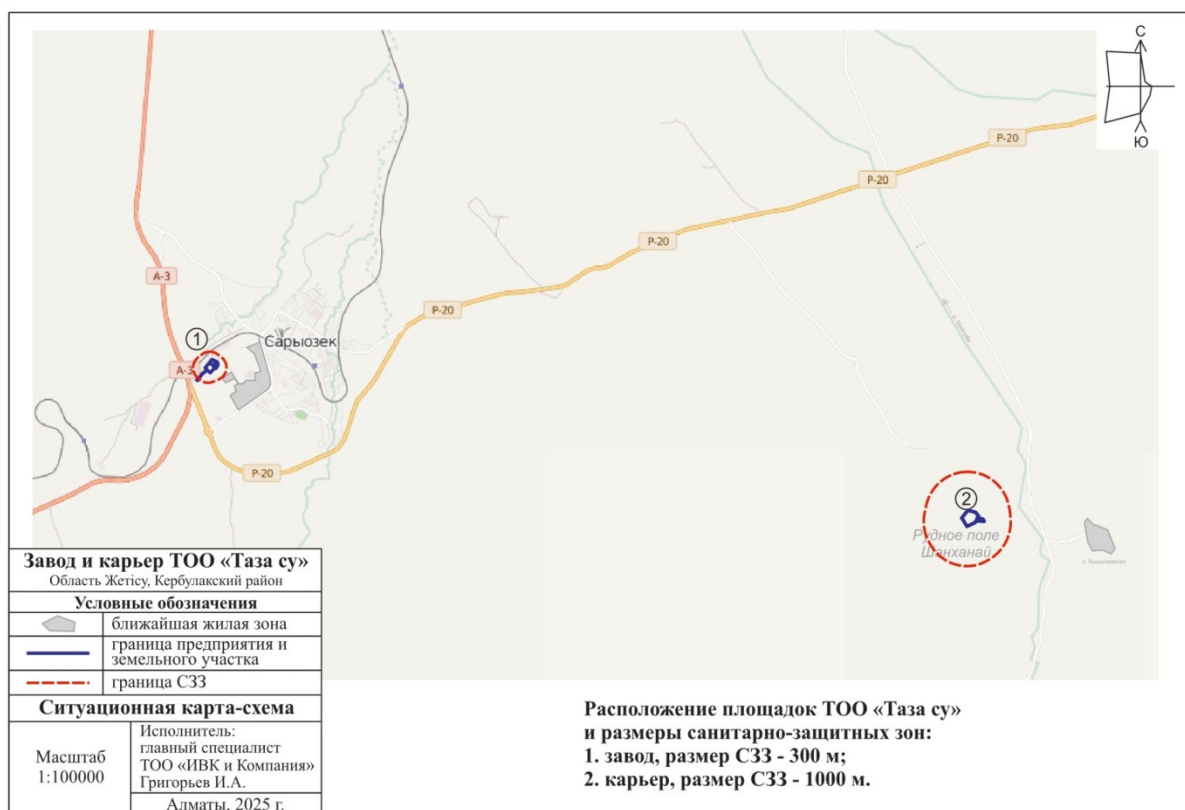 С
Ю
Р-20
Р-20
Р-20
А-3
Р-20
1
Сарыозек
А-3
Р-20
2
Рудное поле
Шанханай
Завод и карьер ТОО «Таза су»
Область Жетісу, Кербулакский район
Условные обозначения
ближайшая жилая зона
граница предприятия и
земельного участка
граница СЗЗ
Ситуационная карта-схема
Масштаб
1:100000
Исполнитель:
главный специалист
ТОО «ИВК и Компания»
Григорьев И.А.
Алматы, 2025 г.
Расположение площадок ТОО «Таза су»
и размеры санитарно-защитных зон:
1. завод, размер СЗЗ - 300 м;
2. карьер, размер СЗЗ - 1000 м.